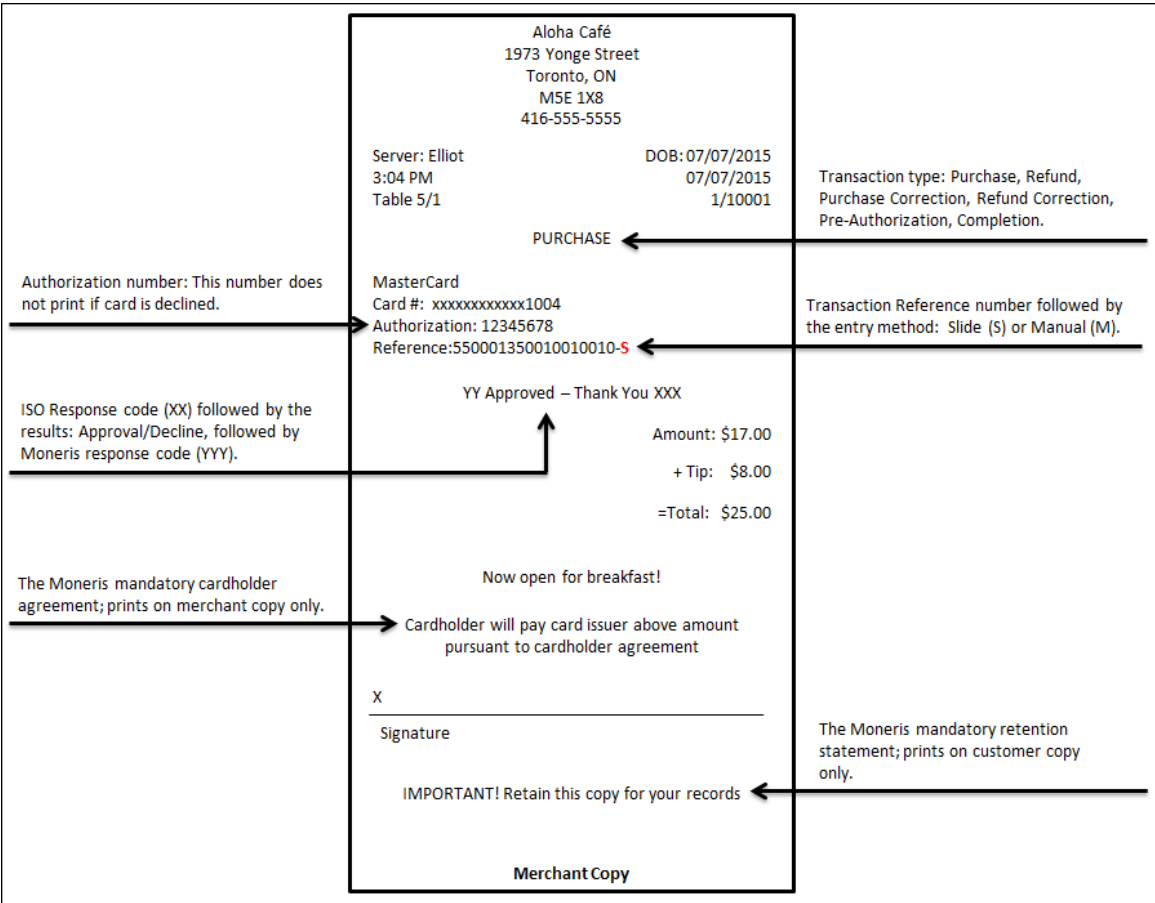 Aloha Café
1973 Yonge Street
Toronto, ON
M5E 1X8
416-555-5555
Server: Elliot DOB: 07/07/2015
3:04 PM 07/07/2015
Table 5/1 1/10001
Transaction type: Purchase, Refund,
Purchase Correction, Refund Correction,
Pre-Authorization, Completion.
PURCHASE
Authorization number: This number does
not print if card is declined.
MasterCard
Card #: xxxxxxxxxxxx1004
Authorization: 12345678
Reference:550001350010010010-S
Transaction Reference number followed by
the entry method: Slide (S) or Manual (M).
YY Approved – Thank You XXX
ISO Response code (XX) followed by the
results: Approval/Decline, followed by
Moneris response code (YYY).
Amount: $17.00
+ Tip: $8.00
=Total: $25.00
Now open for breakfast!
The Moneris mandatory cardholder
agreement; prints on merchant copy only.
Cardholder will pay card issuer above amount
pursuant to cardholder agreement
X
Signature
The Moneris mandatory retention
statement; prints on customer copy
only.
IMPORTANT! Retain this copy for your records
Merchant Copy